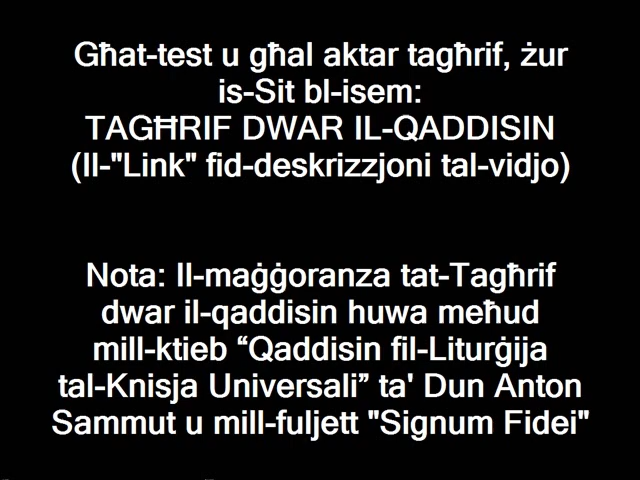 Għat-test u għal aktar tagħrif, żur
is-Sit bl-isem:
TAGĦRIF DWAR IL-QADDISIN
(Il-"Link" fid-deskrizzjoni tal-vidjo)
Nota: Il-maġġoranza tat-Tagħrif
dwar il-qaddisin huwa meħud
mill-ktieb “Qaddisin fil-Liturġija
tal-Knisja Universali” ta' Dun Anton
Sammut u mill-fuljett "Signum Fidei"